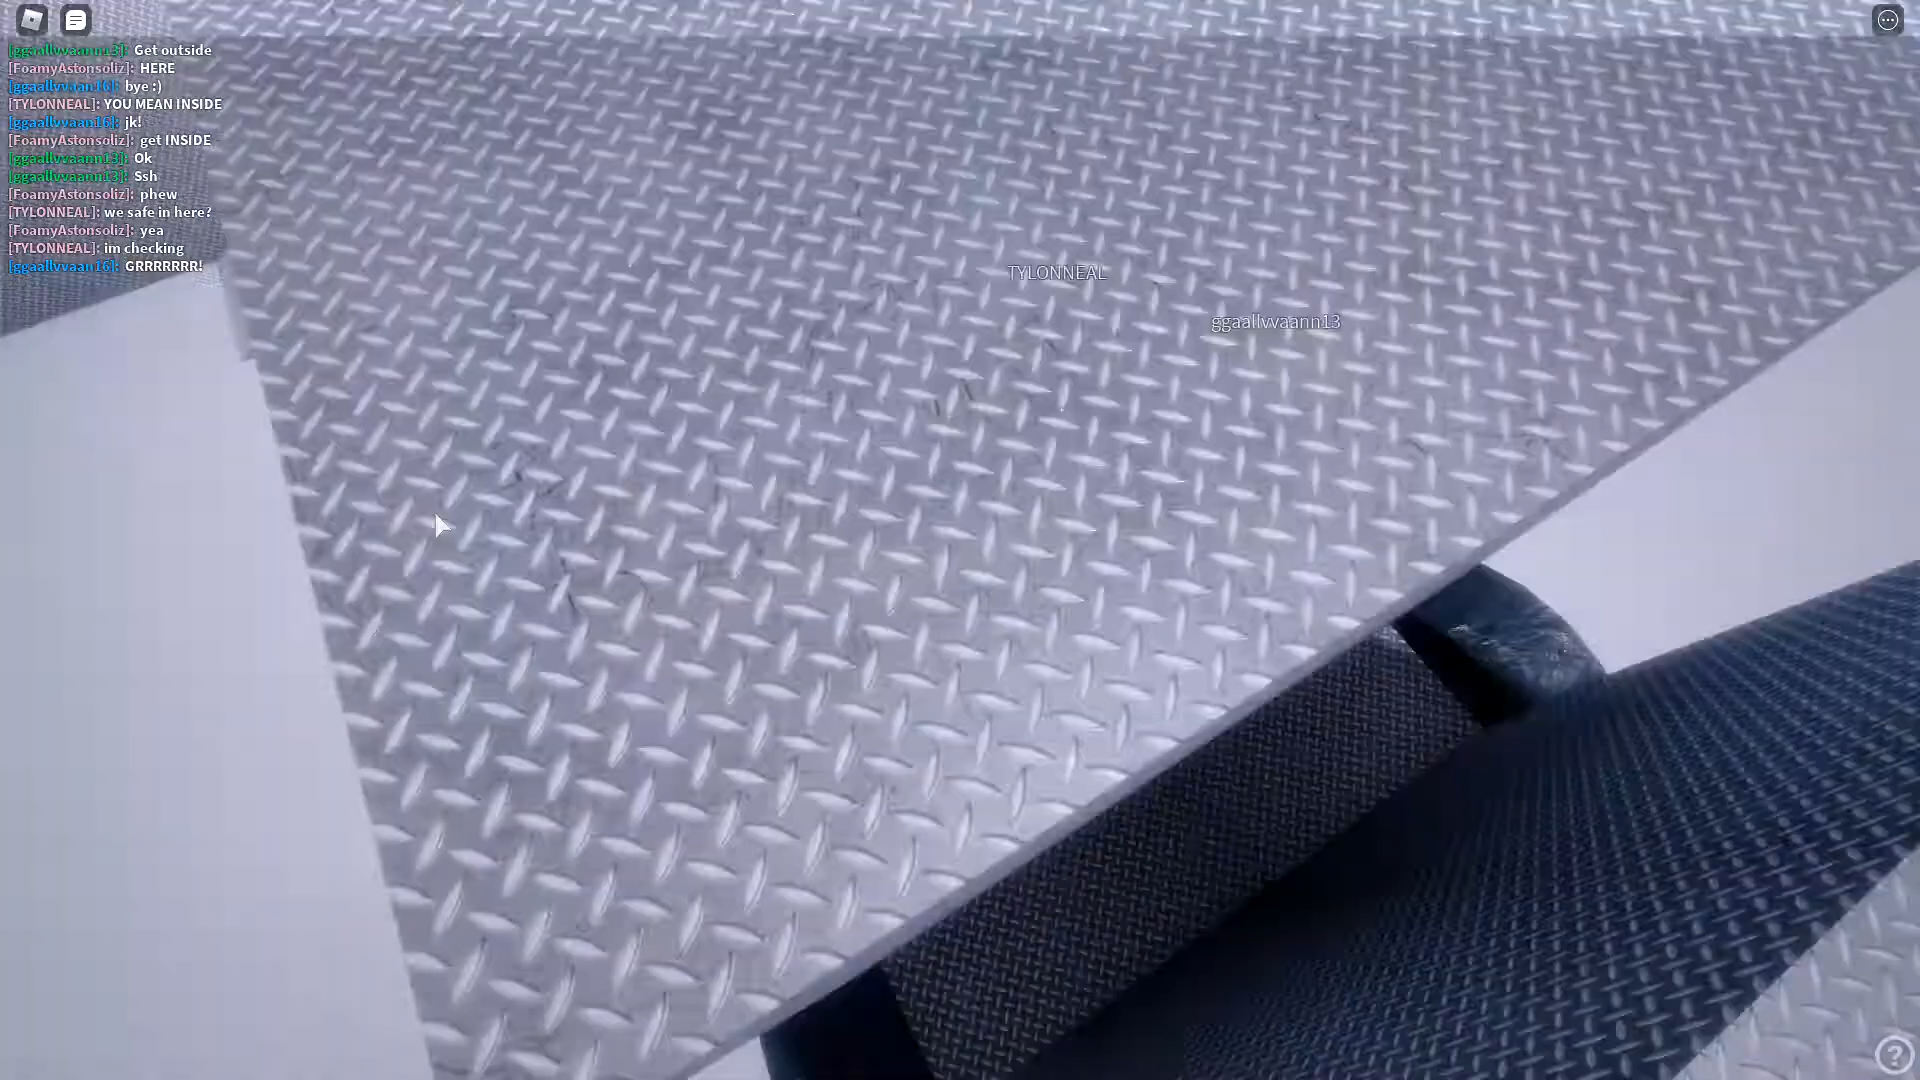 [ggaallvvaann13]: Get outside
[FoamyAstonsoliz]: HERE
[ggaallvvaan16]: bye :)
[TYLONNEAL]: YOU MEAN INSIDE
[ggaallvvaan16]: jk!
[FoamyAstonsoliz]: get INSIDE
[ggaallvvaann13]: Ok
[ggaallvvaann13]: Ssh
[FoamyAstonsoliz]: phew
[TYLONNEAL]: we safe in here?
[FoamyAstonsoliz]: yea
[TYLONNEAL]: im checking
[ggaallvvaan16]: GRRRRRRR!
TYLONNEAL
ggaallvvaann13
?